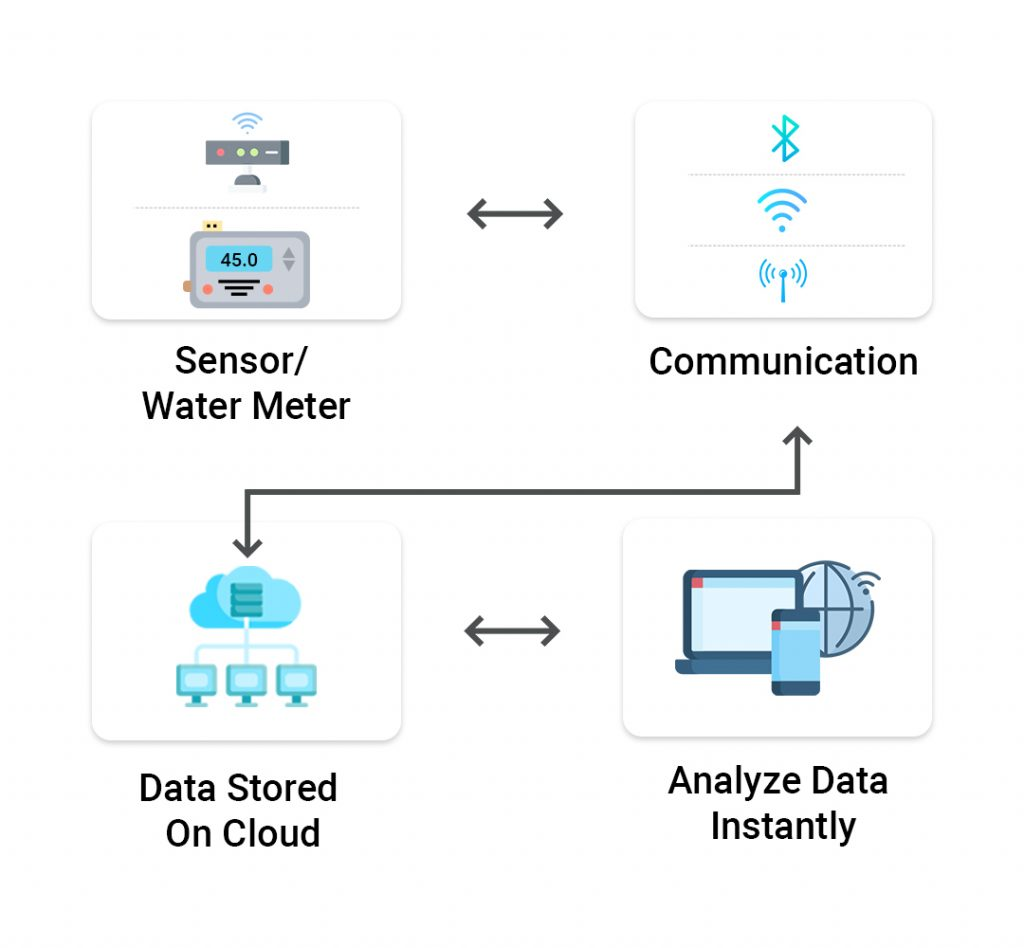 45.0
Sensor/
Water Meter
Communication
Data Stored
On Cloud
Analyze Data
Instantly